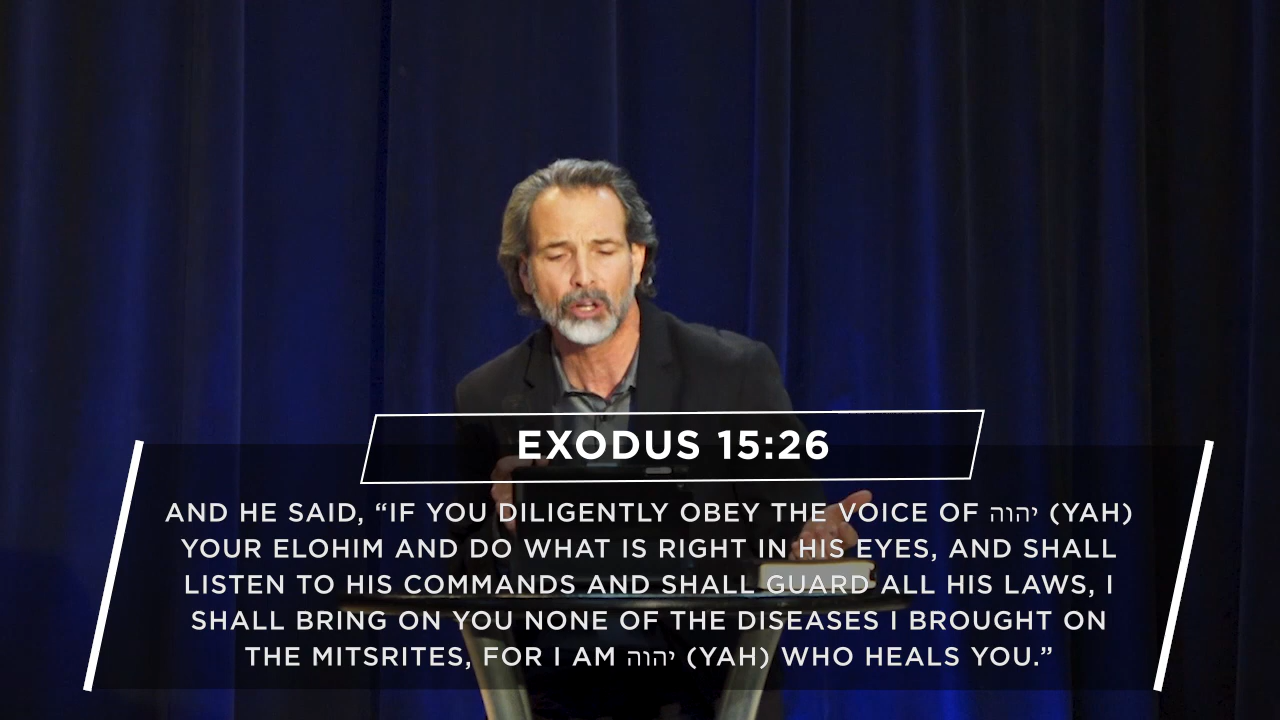 EXODUS 15:26
AND HE SAID, “IF YOU DILIGENTLY OBEY THE VOICE OF יהוה (YAH)
YOUR ELOHIM AND DO WHAT IS RIGHT IN HIS EYES, AND SHALL
LISTEN TO HIS COMMANDS AND SHALL GUARD ALL HIS LAWS, I
SHALL BRING ON YOU NONE OF THE DISEASES I BROUGHT ON
THE MITSRITES, FOR I AM יהוה (YAH) WHO HEALS YOU.”